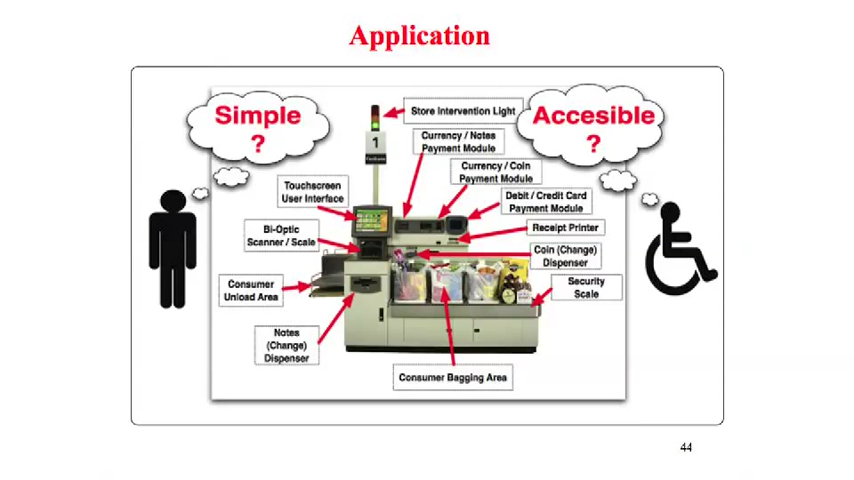 Application
Simple
?
Accesible
?
Store Intervention Light
1
Currency / Notes
Payment Module
Currency / Coin
Payment Module
Touchscreen
User Interface
Debit / Credit Card
Payment Module
Receipt Printer
Bi-Optic
Scanner / Scale
Coin (Change)
Dispenser
Consumer
Unload Area
Security
Scale
Notes
(Change)
Dispenser
Consumer Bagging Area
44